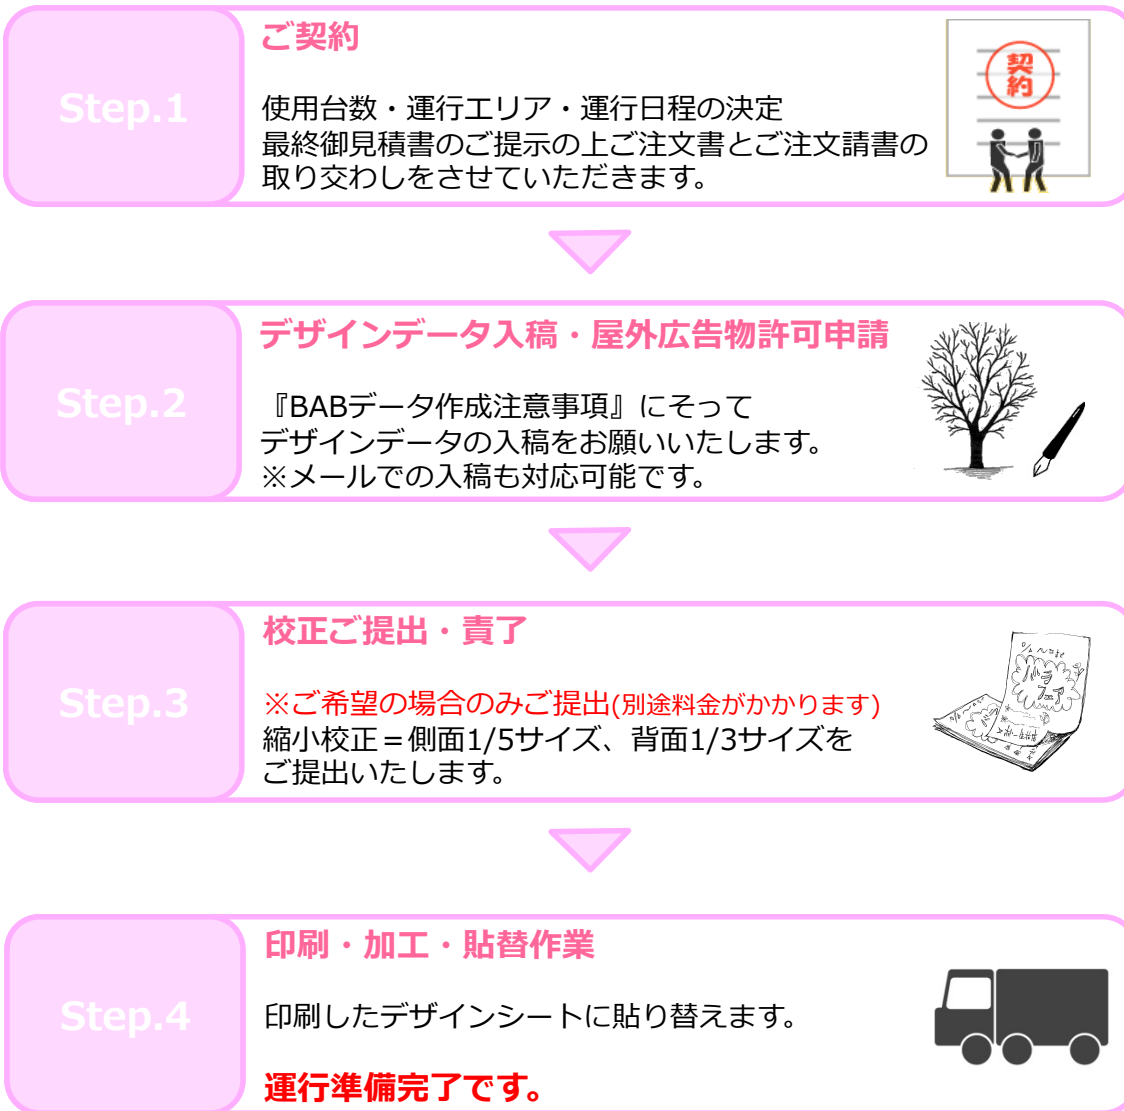 Step.1
ご契約
使用台数・運行エリア・運行日程の決定
最終御見積書のご提示の上ご注文書とご注文請書の
取り交わしをさせていただきます。
契
約
Step.2
デザインデータ入稿・屋外広告物許可申請
『BABデータ作成注意事項』にそって
デザインデータの入稿をお願いいたします。
※メールでの入稿も対応可能です。
Step.3
校正ご提出・責了
※ご希望の場合のみご提出(別途料金がかかります)
縮小校正＝側面1/5サイズ、背面1/3サイズを
ご提出いたします。
フェア
Step.4
印刷・加工・貼替作業
印刷したデザインシートに貼り替えます。
運行準備完了です。